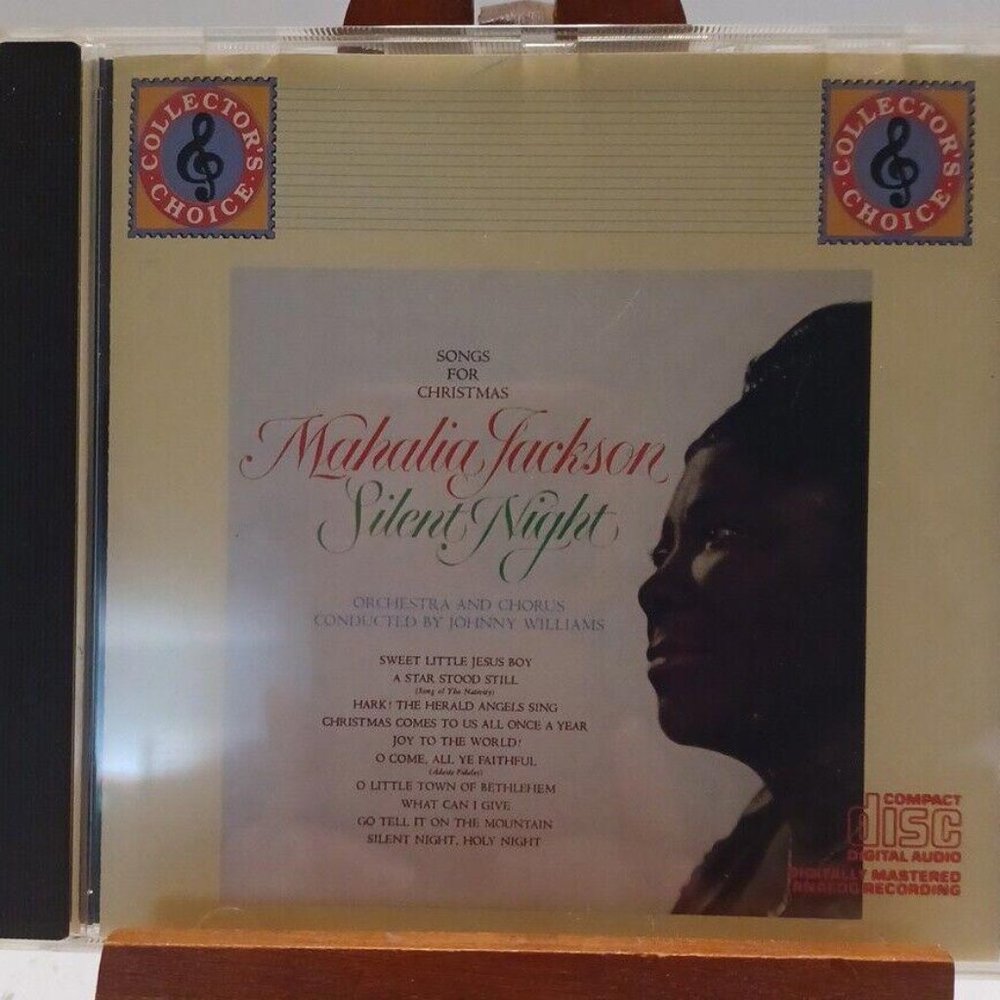 COLLECTOR'S CHOICE
COLLECTOR'S CHOICE
SONGS
FOR
CHRISTMAS
Mahalia Jackson
Silent Night
ORCHESTRA AND CHORUS
CONDUCTED BY JOHNNY WILLIAMS
SWEET LITTLE JESUS BOY
A STAR STOOD STILL
(Song of The Nativity)
HARK! THE HERALD ANGELS SING
CHRISTMAS COMES TO US ALL ONCE A YEAR
JOY TO THE WORLD!
O COME, ALL YE FAITHFUL
(Adeste Fideles)
O LITTLE TOWN OF BETHLEHEM
WHAT CAN I GIVE
GO TELL IT ON THE MOUNTAIN
SILENT NIGHT, HOLY NIGHT
COMPACT
disc
DIGITAL AUDIO
DIGITALLY MASTERED
ANALOG RECORDING